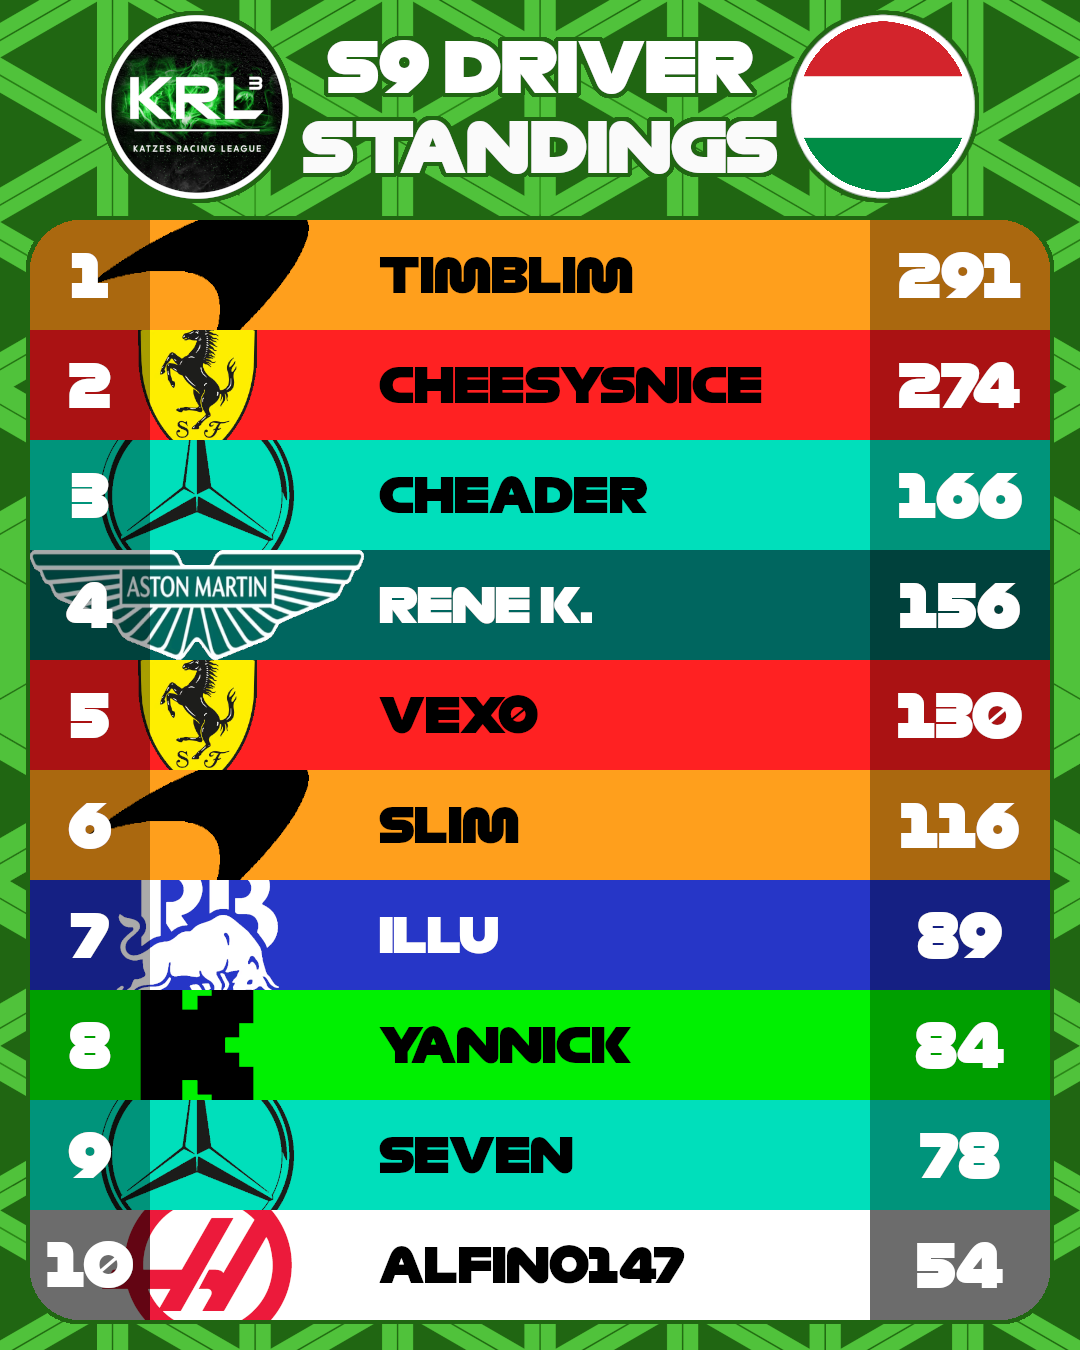 KRL3
KATZES RACING LEAGUE
S9 DRIVER
STANDINGS
1 TIMBLIM 291
2 S F CHEESYSNICE 274
3 CHEADER 166
4 ASTON MARTIN RENE K. 156
5 S F VEX0 130
6 SLIM 116
7 RB ILLU 89
8 K YANNICK 84
9 SEVEN 78
10 H ALFINO147 54